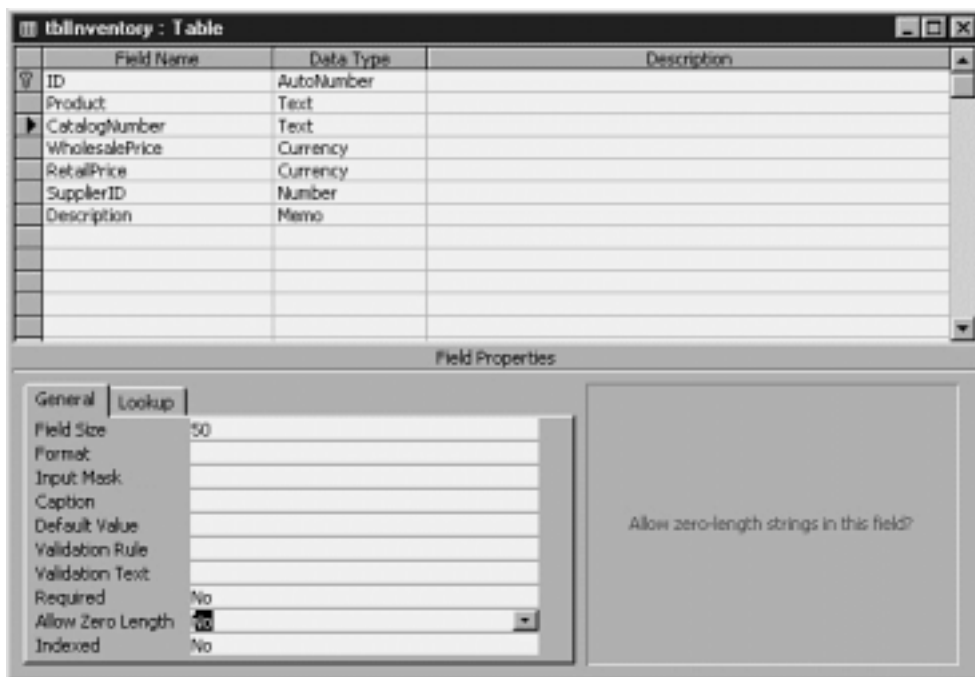 tblInventory : Table
Field Name Data Type Description
ID AutoNumber
Product Text
CatalogNumber Text
WholesalePrice Currency
RetailPrice Currency
SupplierID Number
Description Memo
Field Properties
General Lookup
Field Size 50
Format
Input Mask
Caption
Default Value
Validation Rule
Validation Text
Required No
Allow Zero Length No
Indexed No
Allow zero-length strings in this field?